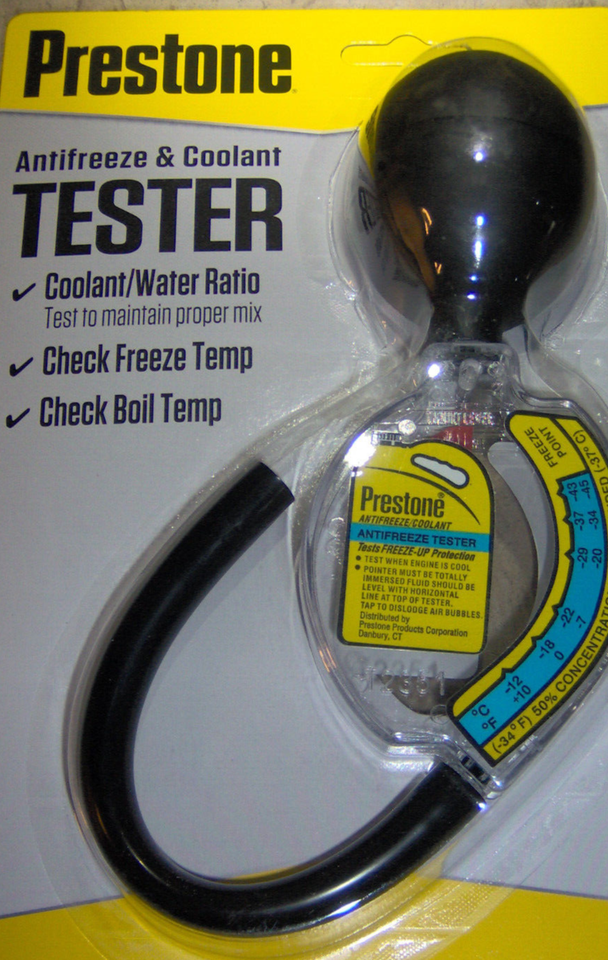 Prestone
Antifreeze & Coolant
TESTER
Coolant/Water Ratio
Test to maintain proper mix
Check Freeze Temp
Check Boil Temp
LIQUID LEVEL
Prestone®
ANTIFREEZE/COOLANT
ANTIFREEZE TESTER
Tests FREEZE-UP Protection
• TEST WHEN ENGINE IS COOL
• POINTER MUST BE TOTALLY
IMMERSED FLUID SHOULD BE
LEVEL WITH HORIZONTAL
LINE AT TOP OF TESTER.
TAP TO DISLODGE AIR BUBBLES.
Distributed by
Prestone Products Corporation
Danbury, CT
FREEZE
POINT
°C -12 -18 -22 -29 -37 -43
°F +10 0 -7 -20 -34 -45
(-34°F) 50% CONCENTRATION
(-37°C)